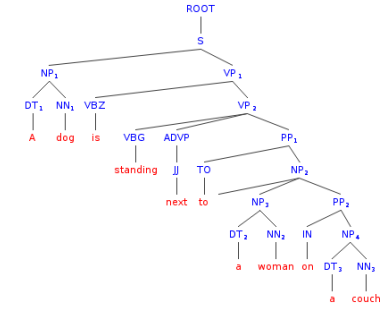 ROOT
S
NP₁ VP₁
DT₁ NN₁ VBZ VP₂
A dog is VBG ADVP PP₁
standing JJ TO NP₂
next to NP₃ PP₂
DT₂ NN₂ IN NP₄
a woman on DT₃ NN₃
a couch